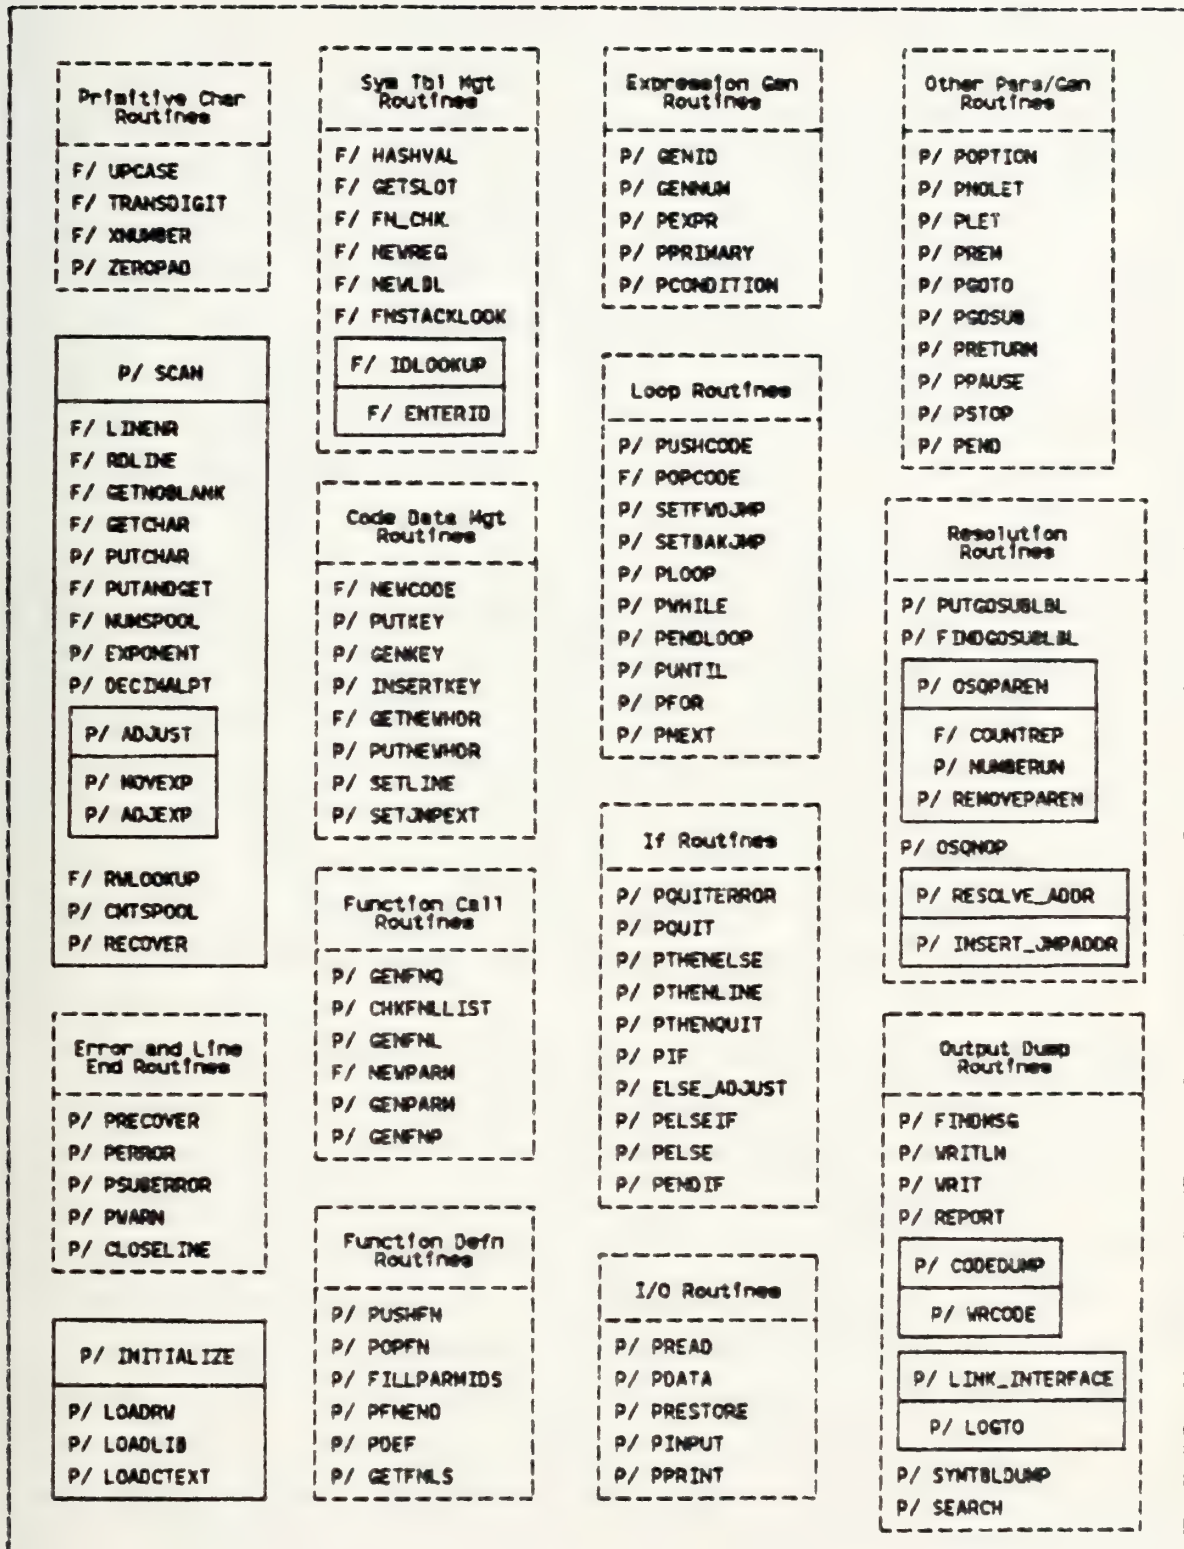 Primitive Char
Routines
F/ UPCASE
F/ TRANSDIGIT
F/ XNUMBER
P/ ZEROPAD
P/ SCAN
F/ LINENR
F/ RDLINE
F/ GETNOBLANK
F/ GETCHAR
P/ PUTCHAR
F/ PUTANDGET
F/ NUMSPOOL
P/ EXPONENT
P/ DECIMALPT
P/ ADJUST
P/ MOVEXP
P/ ADJEXP
F/ RWLOOKUP
P/ CMTSPOOL
P/ RECOVER
Error and Line
End Routines
P/ PRECOVER
P/ PERROR
P/ PSUBERROR
P/ PWARN
P/ CLOSELINE
P/ INITIALIZE
P/ LOADRW
P/ LOADLIB
P/ LOADCTEXT
Sym Tbl Mgt
Routines
F/ HASHVAL
F/ GETSLOT
F/ FN_CHK
F/ NEWREG
F/ NEWLBL
F/ FNSTACKLOOK
F/ IDLOOKUP
F/ ENTERID
Code Data Mgt
Routines
F/ NEWCODE
P/ PUTKEY
P/ GENKEY
P/ INSERTKEY
F/ GETNEWHDR
P/ PUTNEWHDR
P/ SETLINE
P/ SETJMPEXT
Function Call
Routines
P/ GENFNQ
P/ CHKFNLLIST
P/ GENFNL
F/ NEWPARM
P/ GENPARM
P/ GENFNP
Function Defn
Routines
P/ PUSHFN
P/ POPFN
P/ FILLPARMIDS
P/ PFNEND
P/ PDEF
P/ GETFNLS
Expression Gen
Routines
P/ GENID
P/ GENNUM
P/ PEXPR
P/ PPRIMARY
P/ PCONDITION
Loop Routines
P/ PUSHCODE
F/ POPCODE
P/ SETFWDJMP
P/ SETBAKJMP
P/ PLOOP
P/ PWHILE
P/ PENDLOOP
P/ PUNTIL
P/ PFOR
P/ PNEXT
If Routines
P/ PQUITERROR
P/ PQUIT
P/ PTHENELSE
P/ PTHENLINE
P/ PTHENQUIT
P/ PIF
P/ ELSE_ADJUST
P/ PELSEIF
P/ PELSE
P/ PENDIF
I/O Routines
P/ PREAD
P/ PDATA
P/ PRESTORE
P/ PINPUT
P/ PPRINT
Other Pars/Gen
Routines
P/ POPTION
P/ PNOLET
P/ PLET
P/ PREM
P/ PGOTO
P/ PGOSUB
P/ PRETURN
P/ PPAUSE
P/ PSTOP
P/ PEND
Resolution
Routines
P/ PUTGOSUBLBL
P/ FINDGOSUBLBL
P/ OSQPAREN
F/ COUNTREP
P/ NUMBERUN
P/ REMOVEPAREN
P/ OSQNOP
P/ RESOLVE_ADDR
P/ INSERT_JMPADDR
Output Dump
Routines
P/ FINDMSG
P/ WRITLN
P/ WRIT
P/ REPORT
P/ CODEDUMP
P/ WRCODE
P/ LINK_INTERFACE
P/ LOGTO
P/ SYMTBLDUMP
P/ SEARCH